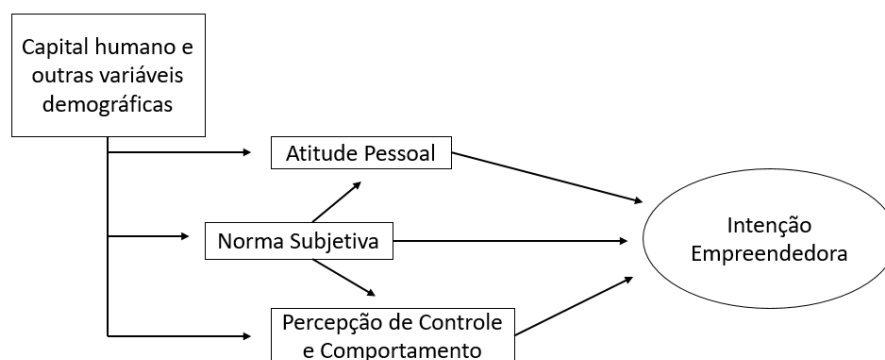 Capital humano e
outras variáveis
demográficas
Atitude Pessoal
Norma Subjetiva
Percepção de Controle
e Comportamento
Intenção
Empreendedora